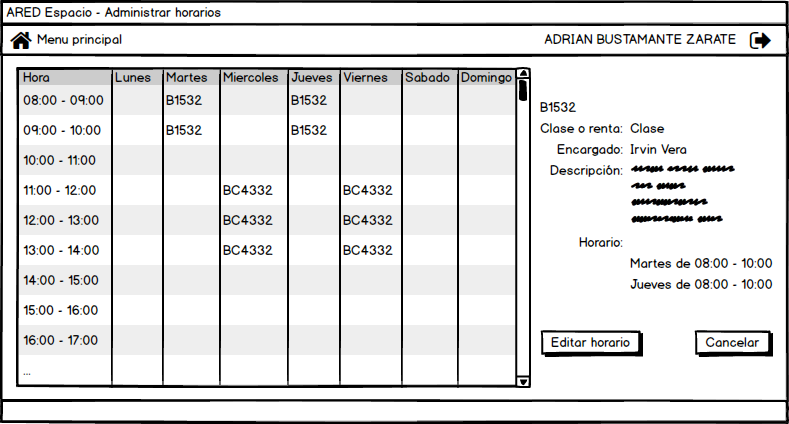 ARED Espacio - Administrar horarios
Menu principal
ADRIAN BUSTAMANTE ZARATE
Hora Lunes Martes Miercoles Jueves Viernes Sabado Domingo
08:00 - 09:00 B1532 B1532
09:00 - 10:00 B1532 B1532
10:00 - 11:00
11:00 - 12:00 BC4332 BC4332
12:00 - 13:00 BC4332 BC4332
13:00 - 14:00 BC4332 BC4332
14:00 - 15:00
15:00 - 16:00
16:00 - 17:00
...
B1532
Clase o renta: Clase
Encargado: Irvin Vera
Descripción:
Horario:
Martes de 08:00 - 10:00
Jueves de 08:00 - 10:00
Editar horario
Cancelar